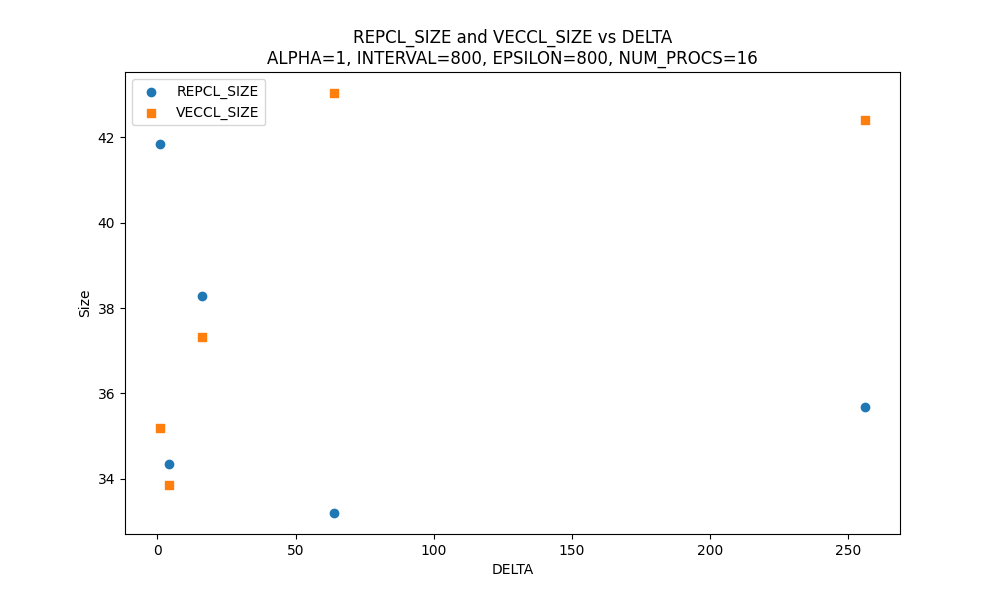 REPCL_SIZE and VECCL_SIZE vs DELTA
ALPHA=1, INTERVAL=800, EPSILON=800, NUM_PROCS=16
REPCL_SIZE
VECCL_SIZE
42
40
38
36
34
Size
0 50 100 150 200 250
DELTA